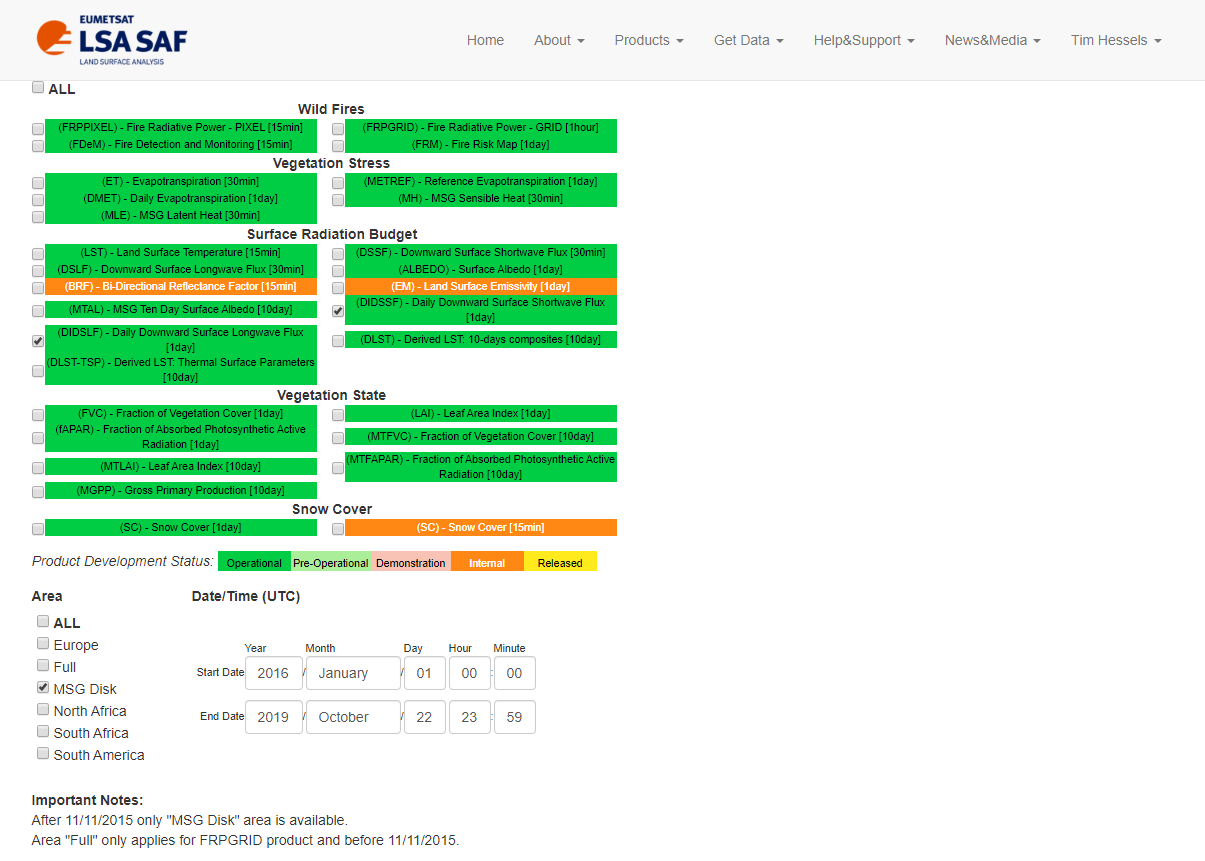 EUMETSAT
LSA SAF
LAND SURFACE ANALYSIS
Home About Products Get Data Help&Support News&Media Tim Hessels
ALL
Wild Fires
(FRPPIXEL) - Fire Radiative Power - PIXEL [15min] (FRPGRID) - Fire Radiative Power - GRID [1hour]
(FDeM) - Fire Detection and Monitoring [15min] (FRM) - Fire Risk Map [1day]
Vegetation Stress
(ET) - Evapotranspiration [30min] (METREF) - Reference Evapotranspiration [1day]
(DMET) - Daily Evapotranspiration [1day] (MH) - MSG Sensible Heat [30min]
(MLE) - MSG Latent Heat [30min]
Surface Radiation Budget
(LST) - Land Surface Temperature [15min] (DSSF) - Downward Surface Shortwave Flux [30min]
(DSLF) - Downward Surface Longwave Flux [30min] (ALBEDO) - Surface Albedo [1day]
(BRF) - Bi-Directional Reflectance Factor [15min] (EM) - Land Surface Emissivity [1day]
(MTAL) - MSG Ten Day Surface Albedo [10day] (DIDSSF) - Daily Downward Surface Shortwave Flux
[1day]
(DIDSLF) - Daily Downward Surface Longwave Flux
[1day] (DLST) - Derived LST: 10-days composites [10day]
(DLST-TSP) - Derived LST: Thermal Surface Parameters
[10day]
Vegetation State
(FVC) - Fraction of Vegetation Cover [1day] (LAI) - Leaf Area Index [1day]
(fAPAR) - Fraction of Absorbed Photosynthetic Active
Radiation [1day] (MTFVC) - Fraction of Vegetation Cover [10day]
(MTLAI) - Leaf Area Index [10day] (MTFAPAR) - Fraction of Absorbed Photosynthetic Active
Radiation [10day]
(MGPP) - Gross Primary Production [10day]
Snow Cover
(SC) - Snow Cover [1day] (SC) - Snow Cover [15min]
Product Development Status: Operational Pre-Operational Demonstration Internal Released
Area Date/Time (UTC)
ALL
Europe
Full
MSG Disk
North Africa
South Africa
South America
Year Month Day Hour Minute
Start Date 2016 / January / 01 00 : 00
End Date 2019 / October / 22 23 : 59
Important Notes:
After 11/11/2015 only "MSG Disk" area is available.
Area "Full" only applies for FRPGRID product and before 11/11/2015.